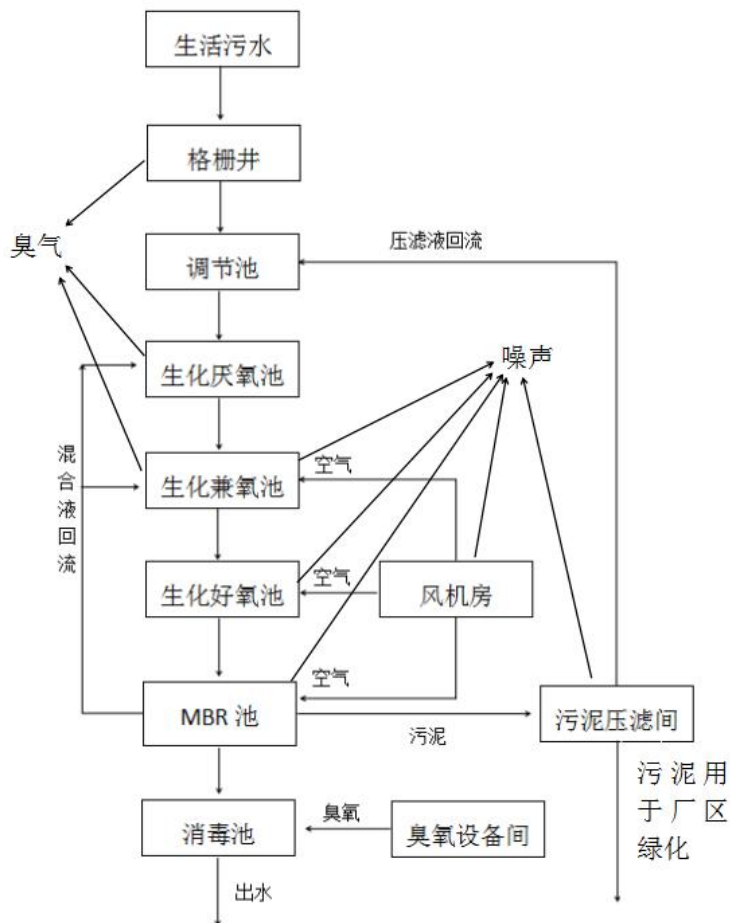 生活污水
格栅井
臭气
压滤液回流
调节池
噪声
生化厌氧池
混合液回流
空气
生化兼氧池
空气
生化好氧池
风机房
空气
MBR 池
污泥
污泥压滤间
污泥用
于厂区
绿化
臭氧
消毒池
臭氧设备间
出水